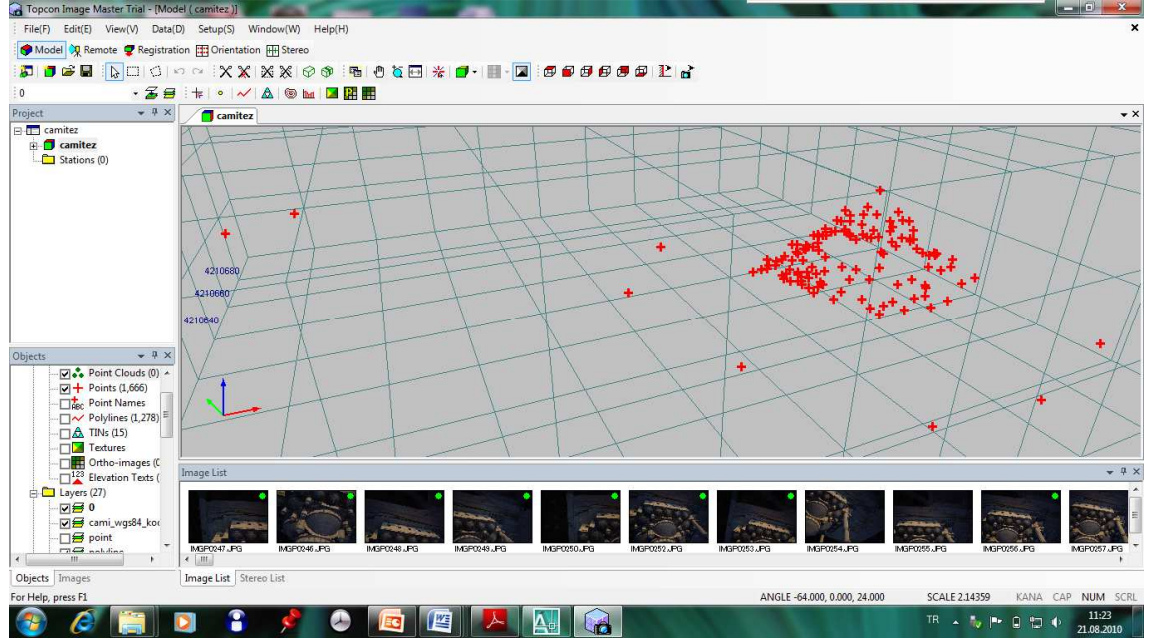 Topcon Image Master Trial - [Model ( camitez )]
File(F) Edit(E) View(V) Data(D) Setup(S) Window(W) Help(H)
Model Remote Registration Orientation Stereo
0
Project
camitez
camitez
camitez
Stations (0)
4210680
4210660
4210640
Objects
Point Clouds (0)
Points (1,666)
ABC Point Names
Polylines (1,278)
TINs (15)
Textures
Ortho-images (
123 Elevation Texts (
Layers (27)
0
cami_wgs84_koo
point
polyline
Image List
IMGP0247.JPG IMGP0246.JPG IMGP0248.JPG IMGP0249.JPG IMGP0250.JPG IMGP0252.JPG IMGP0253.JPG IMGP0254.JPG IMGP0255.JPG IMGP0256.JPG IMGP0257.JPG
Objects Images
Image List Stereo List
For Help, press F1
ANGLE -64.000, 0.000, 24.000 SCALE 2.14359 KANA CAP NUM SCRL
TR
11:23
21.08.2010